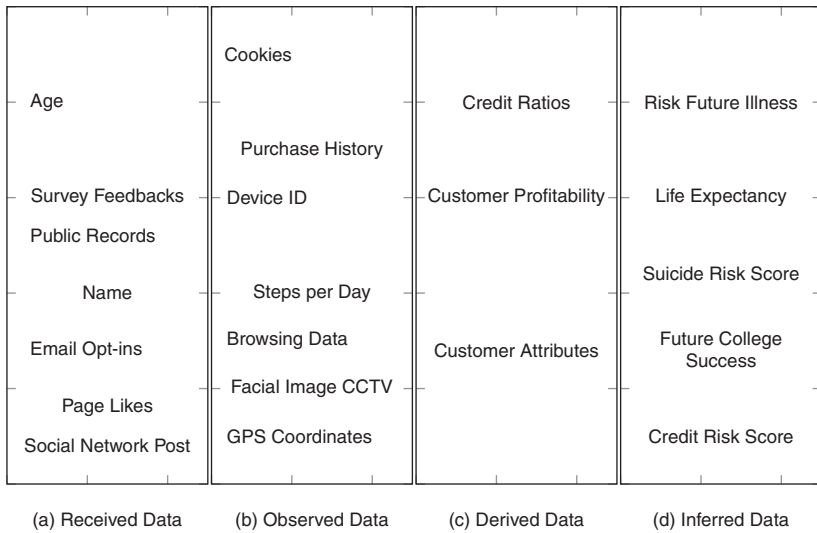 Age
Survey Feedbacks
Public Records
Name
Email Opt-ins
Page Likes
Social Network Post
(a) Received Data
Cookies
Purchase History
Device ID
Steps per Day
Browsing Data
Facial Image CCTV
GPS Coordinates
(b) Observed Data
Credit Ratios
Customer Profitability
Customer Attributes
(c) Derived Data
Risk Future Illness
Life Expectancy
Suicide Risk Score
Future College
Success
Credit Risk Score
(d) Inferred Data